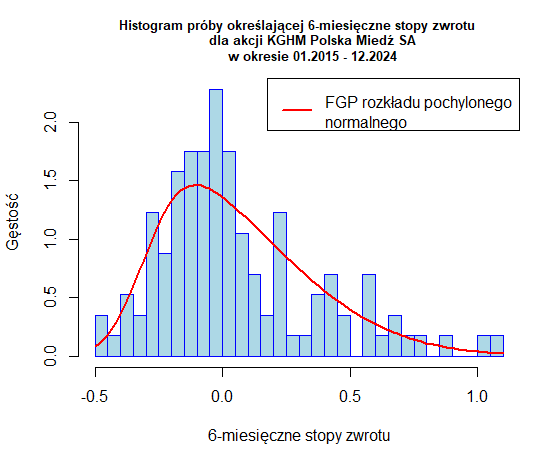 Histogram próby określającej 6-miesięczne stopy zwrotu
dla akcji KGHM Polska Miedź SA
w okresie 01.2015 - 12.2024
FGP rozkładu pochylonego
normalnego
Gęstość
2.0
1.5
1.0
0.5
0.0
-0.5
0.0
0.5
1.0
6-miesięczne stopy zwrotu